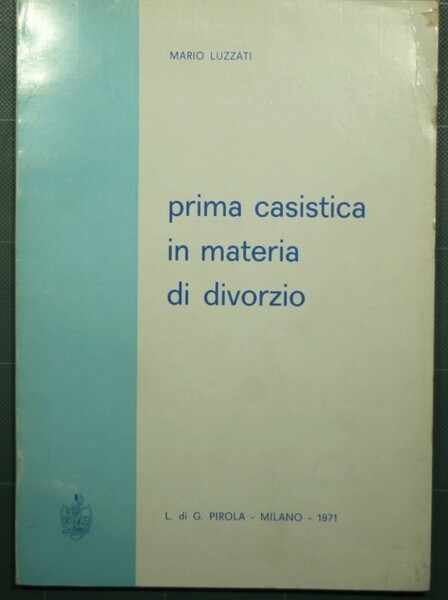 MARIO LUZZATI
prima casistica
in materia
di divorzio
L. di G. PIROLA - MILANO - 1971